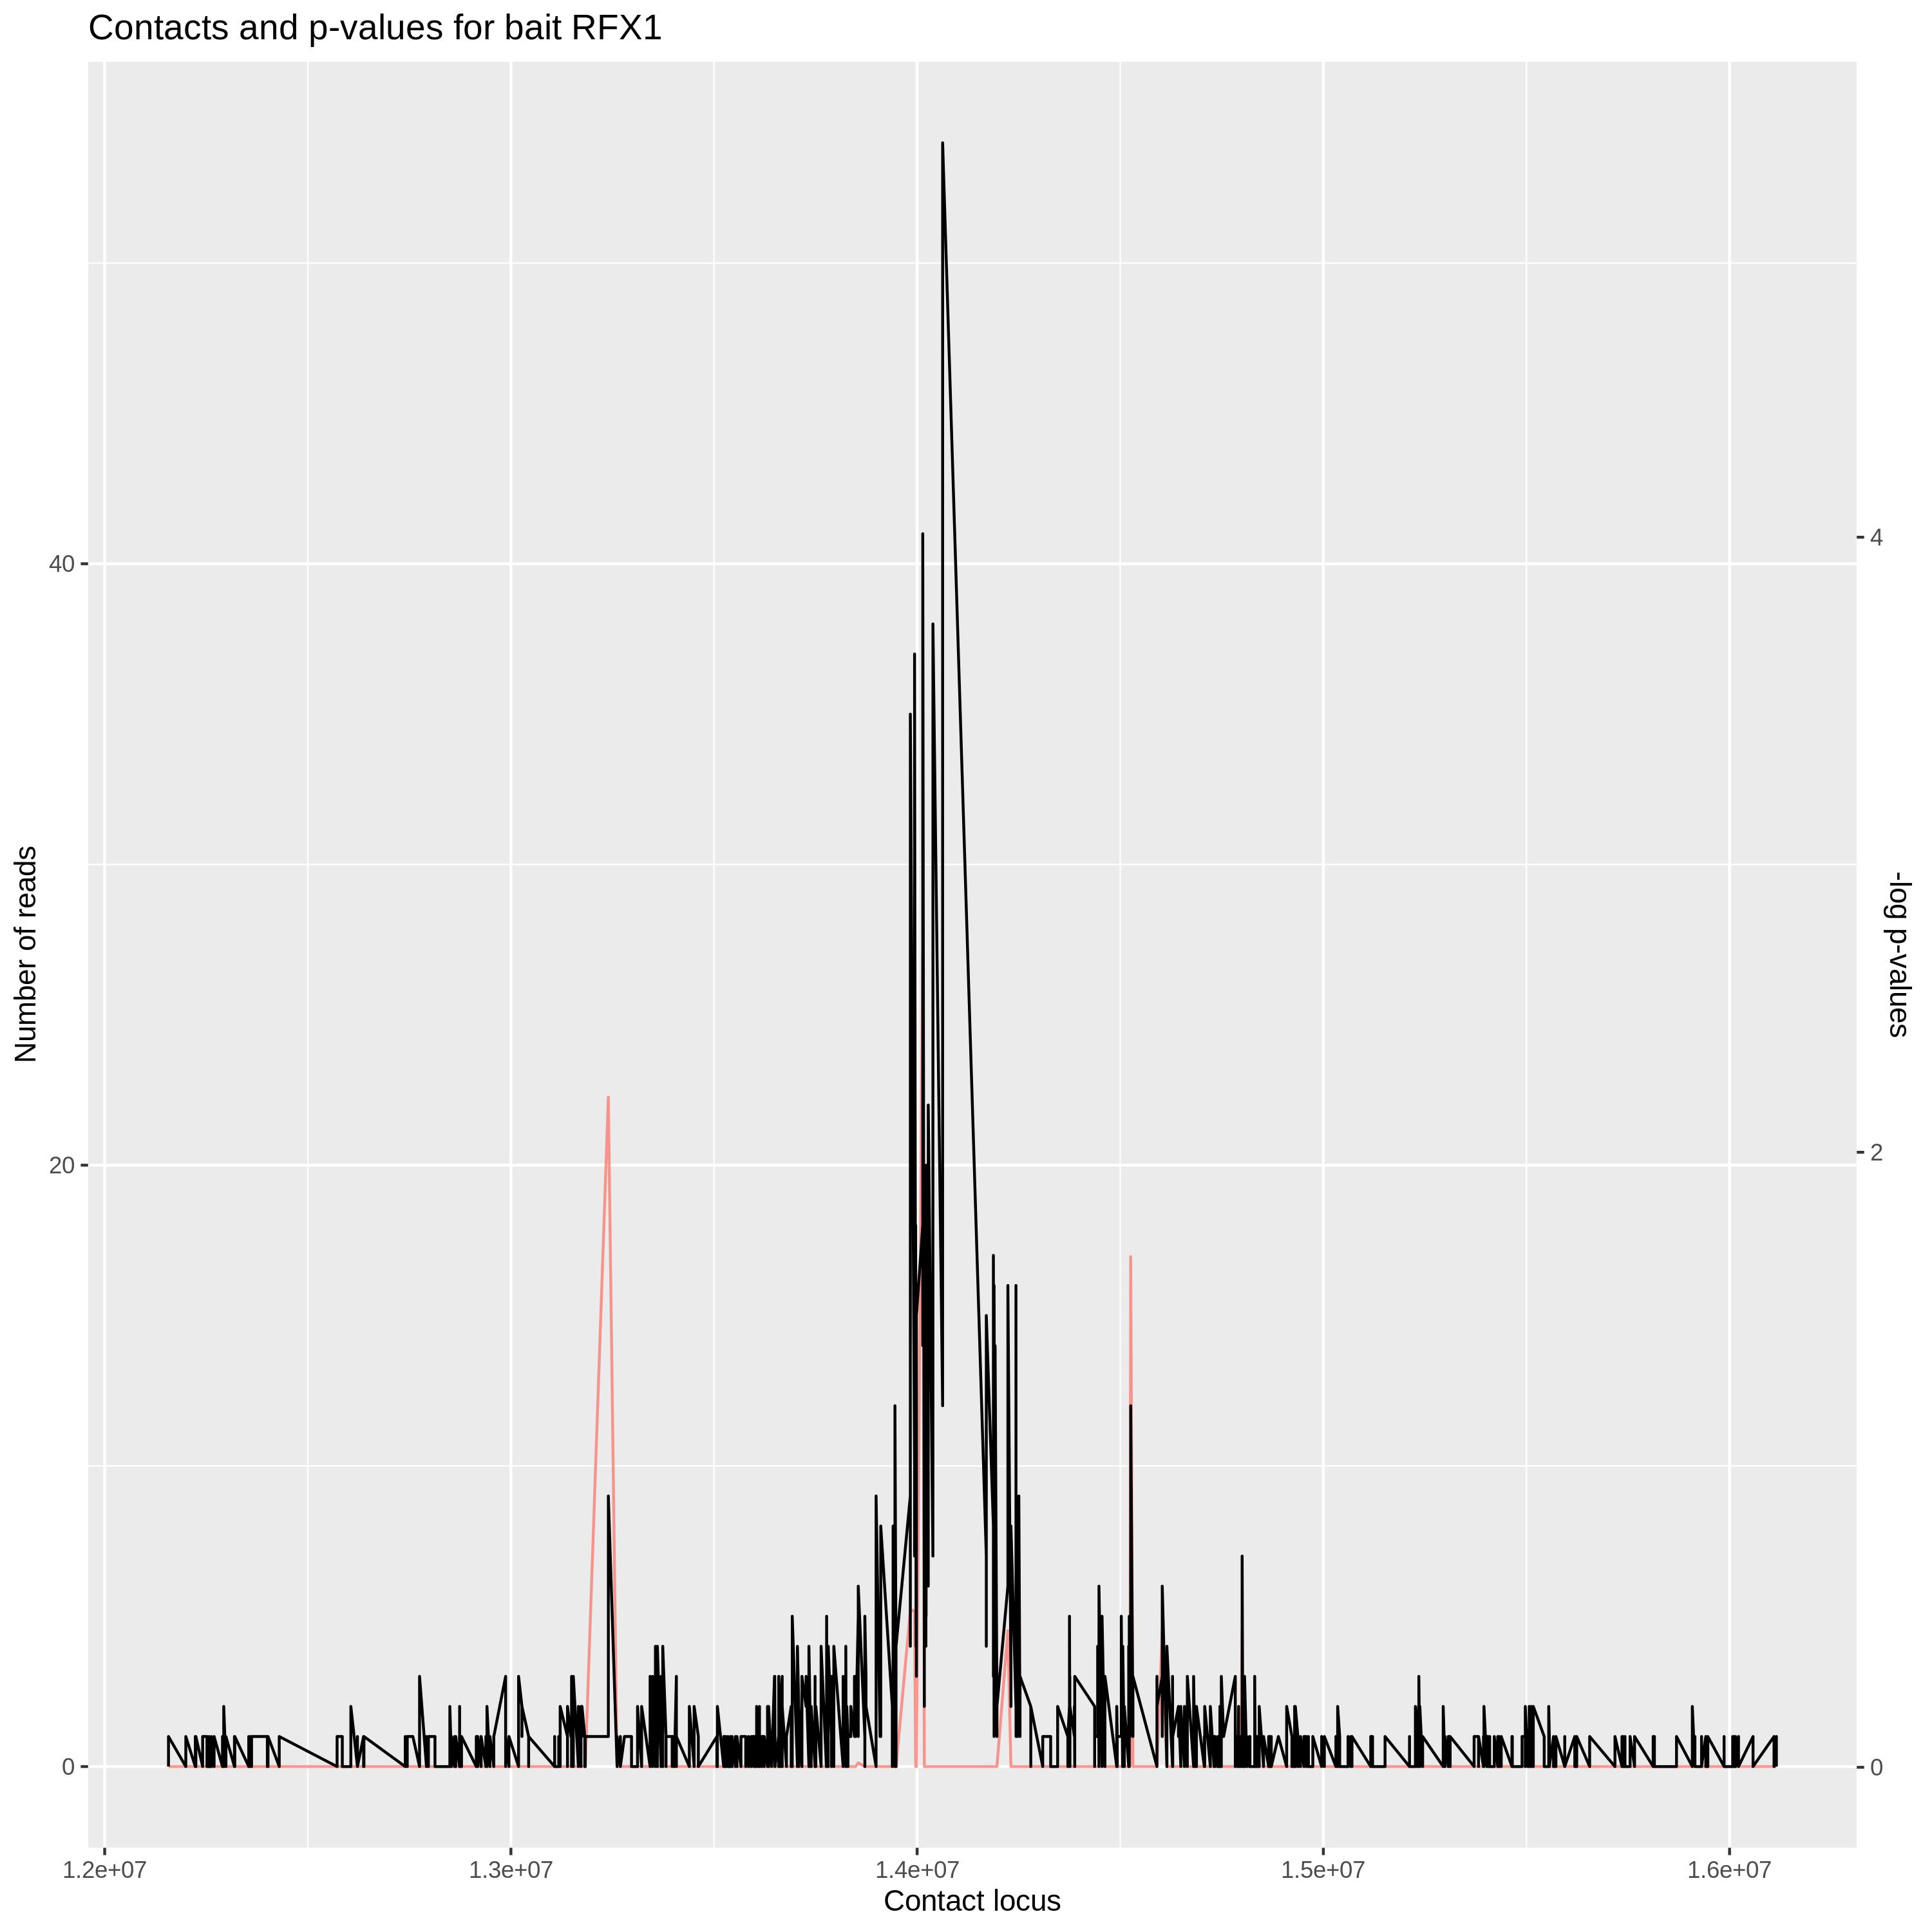 Contacts and p-values for bait RFX1
40
20
0
Number of reads
4
2
0
-log p-values
1.2e+07
1.3e+07
1.4e+07
1.5e+07
1.6e+07
Contact locus